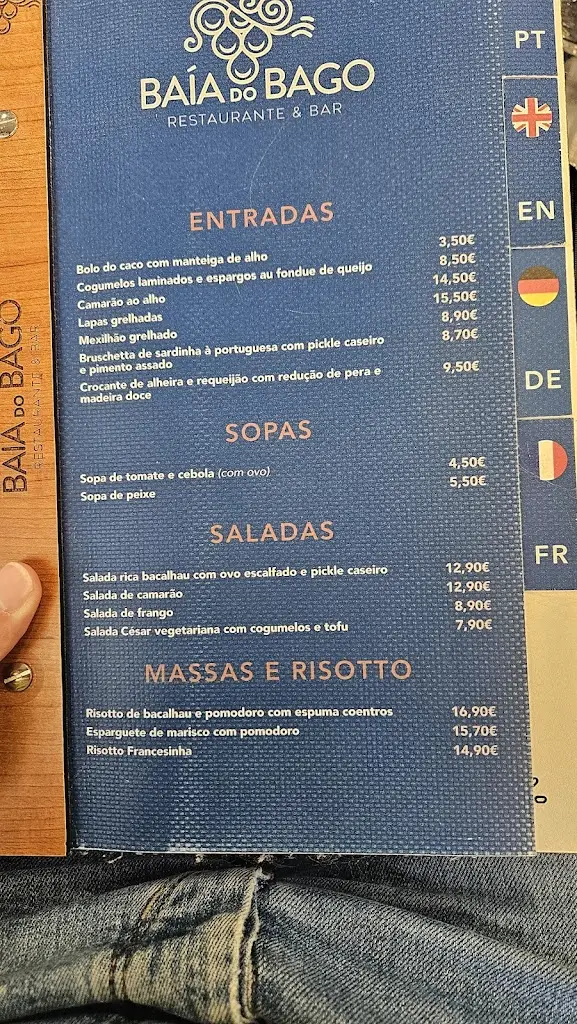 BAÍA DO BAGO
RESTAURANTE & BAR
ENTRADAS
Bolo do caco com manteiga de alho 3,50€
Cogumelos laminados e espargos au fondue de queijo 8,50€
Camarão ao alho 14,50€
Lapas grelhadas 15,50€
Mexilhão grelhado 8,90€
Bruschetta de sardinha à portuguesa com pickle caseiro 8,70€
e pimento assado
Crocante de alheira e requeijão com redução de pera e 9,50€
madeira doce
SOPAS
Sopa de tomate e cebola (com ovo) 4,50€
Sopa de peixe 5,50€
SALADAS
Salada rica bacalhau com ovo escalfado e pickle caseiro 12,90€
Salada de camarão 12,90€
Salada de frango 8,90€
Salada César vegetariana com cogumelos e tofu 7,90€
MASSAS E RISOTTO
Risotto de bacalhau e pomodoro com espuma coentros 16,90€
Esparguete de marisco com pomodoro 15,70€
Risotto Francesinha 14,90€
PT
EN
DE
FR
BAÍA DO BAGO
RESTAURANTE & BAR